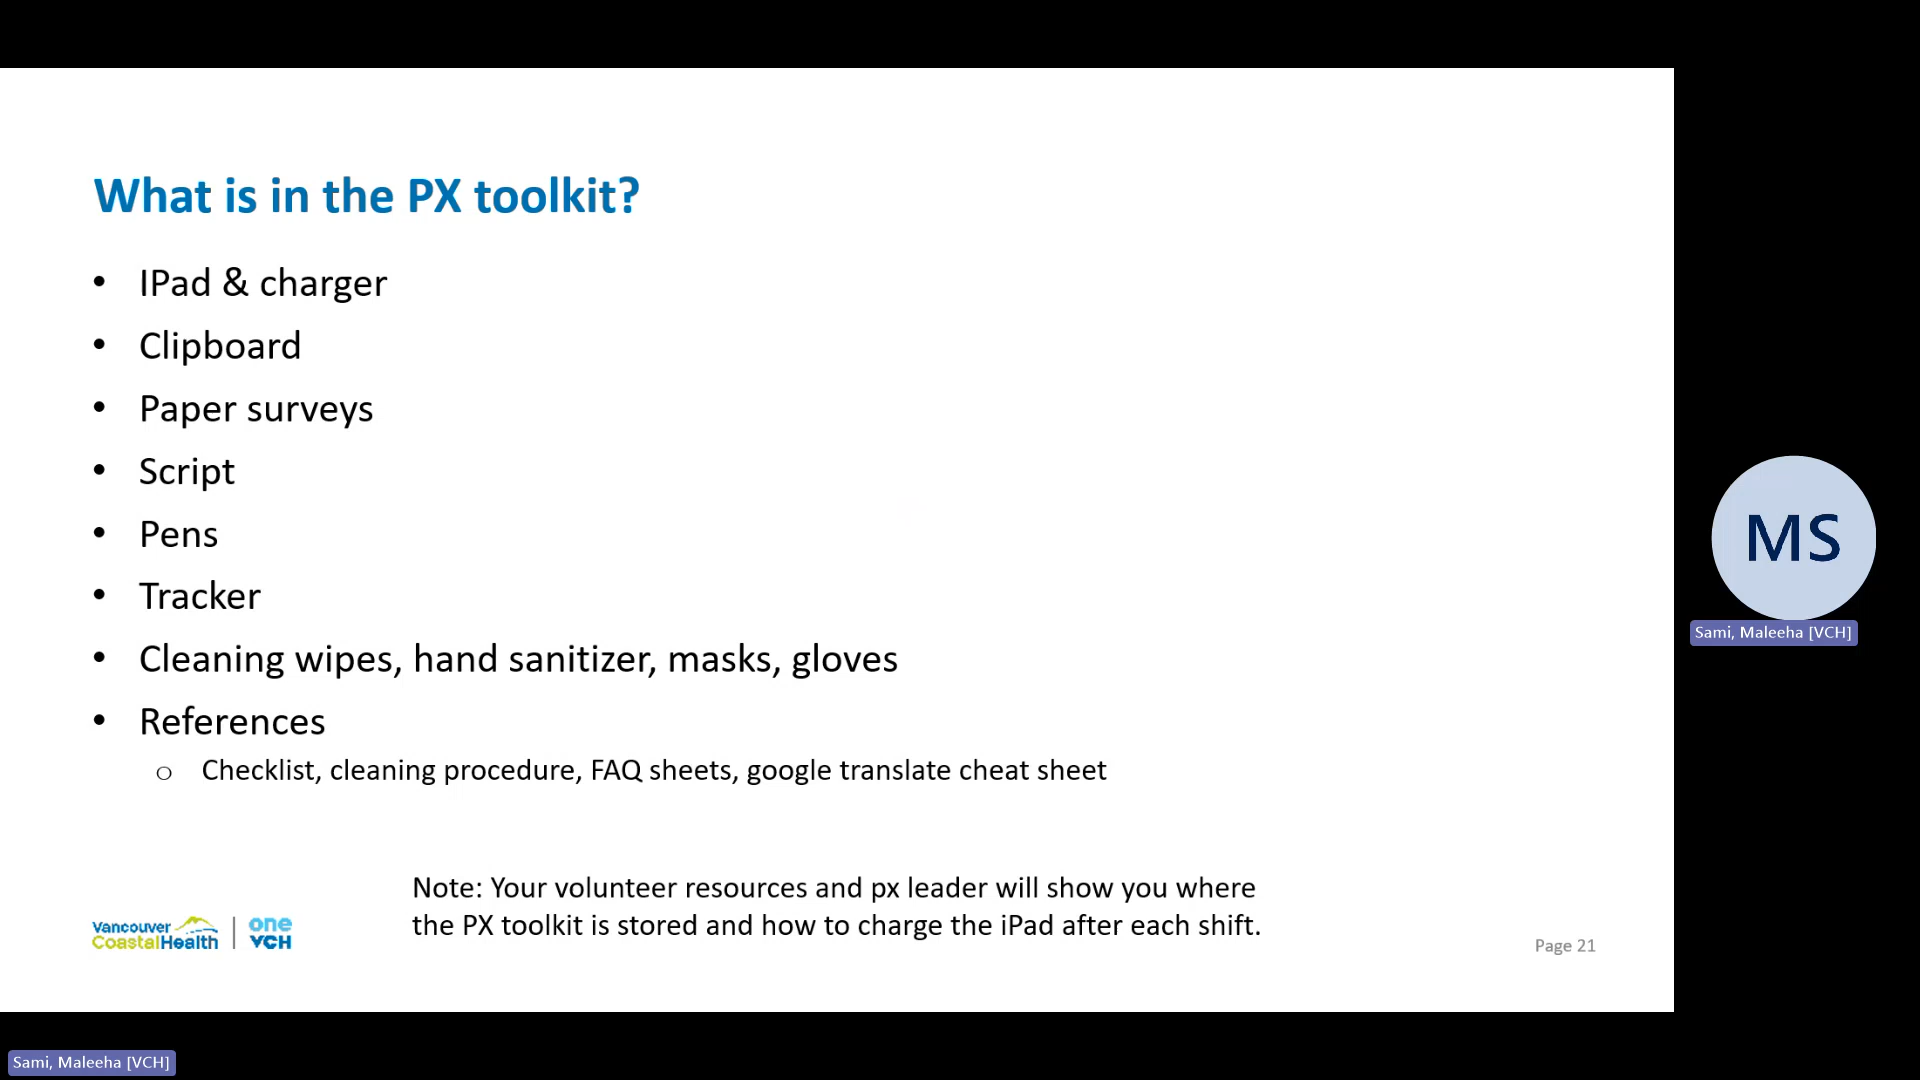 What is in the PX toolkit?
• IPad & charger
• Clipboard
• Paper surveys
• Script
• Pens
• Tracker
• Cleaning wipes, hand sanitizer, masks, gloves
• References
o Checklist, cleaning procedure, FAQ sheets, google translate cheat sheet
Note: Your volunteer resources and px leader will show you where
the PX toolkit is stored and how to charge the iPad after each shift.
Vancouver
CoastalHealth
one
VCH
Page 21
MS
Sami, Maleeha [VCH]
Sami, Maleeha [VCH]